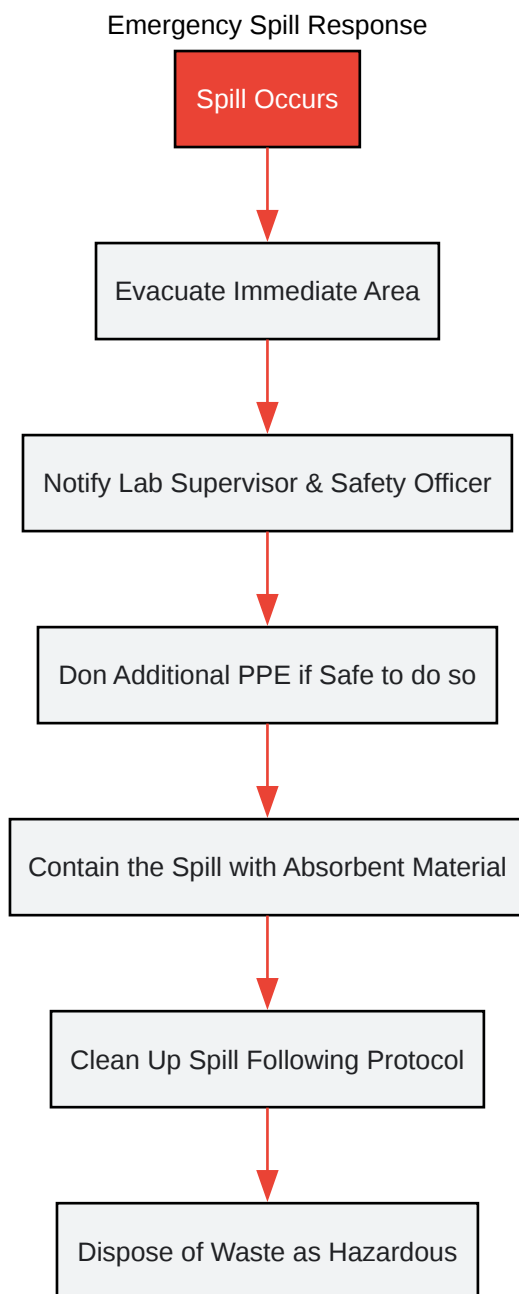 Emergency Spill Response
Spill Occurs
Evacuate Immediate Area
Notify Lab Supervisor & Safety Officer
Don Additional PPE if Safe to do so
Contain the Spill with Absorbent Material
Clean Up Spill Following Protocol
Dispose of Waste as Hazardous